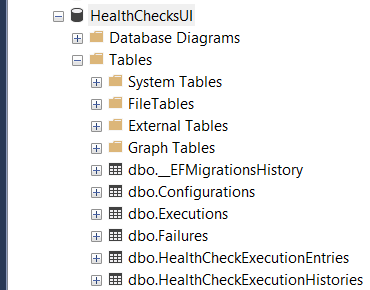 HealthChecksUI
Database Diagrams
Tables
System Tables
FileTables
External Tables
Graph Tables
dbo.__EFMigrationsHistory
dbo.Configurations
dbo.Executions
dbo.Failures
dbo.HealthCheckExecutionEntries
dbo.HealthCheckExecutionHistories